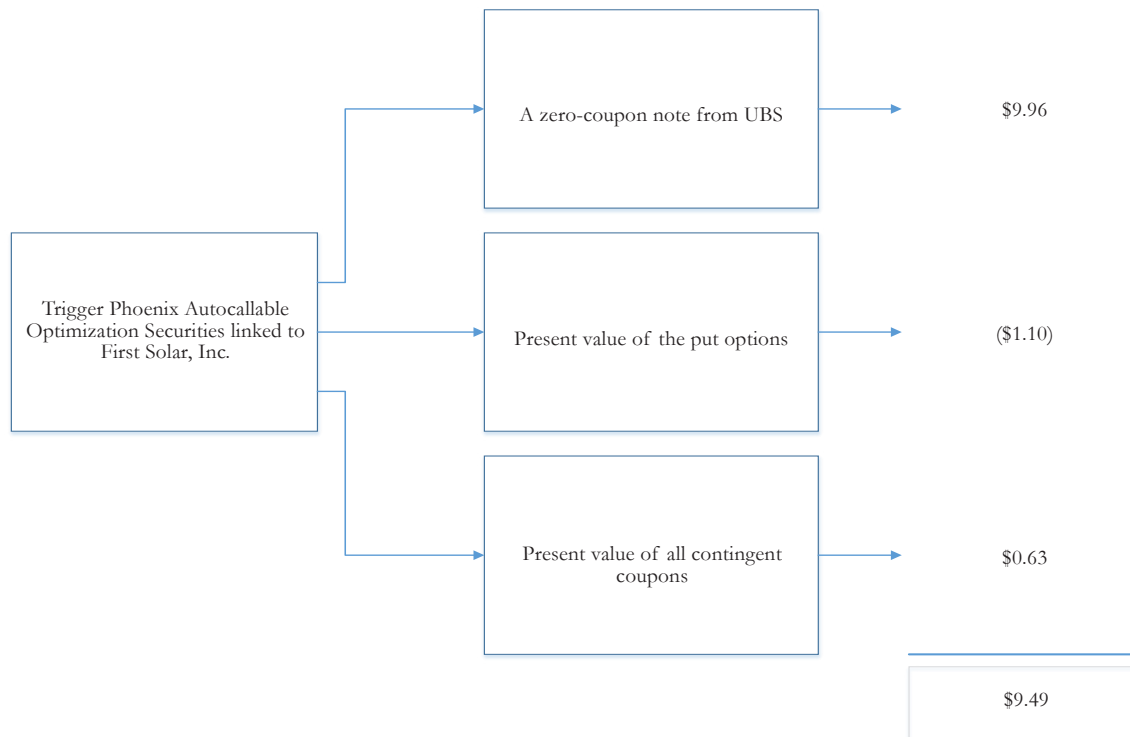 A zero-coupon note from UBS
$9.96
Trigger Phoenix Autocallable
Optimization Securities linked to
First Solar, Inc.
Present value of the put options
($1.10)
Present value of all contingent
coupons
$0.63
$9.49